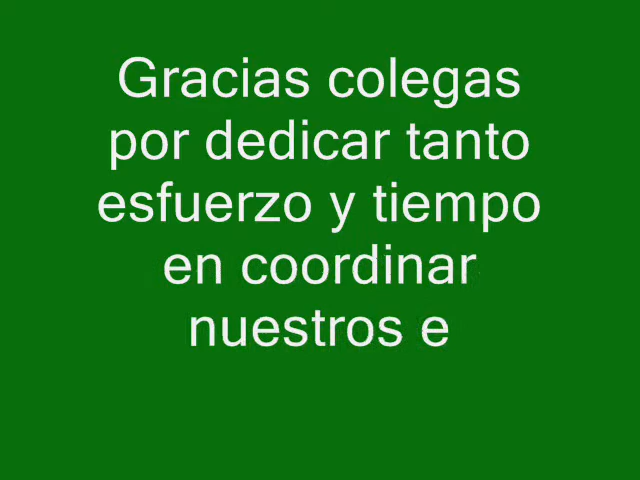 Gracias colegas
por dedicar tanto
esfuerzo y tiempo
en coordinar
nuestros e